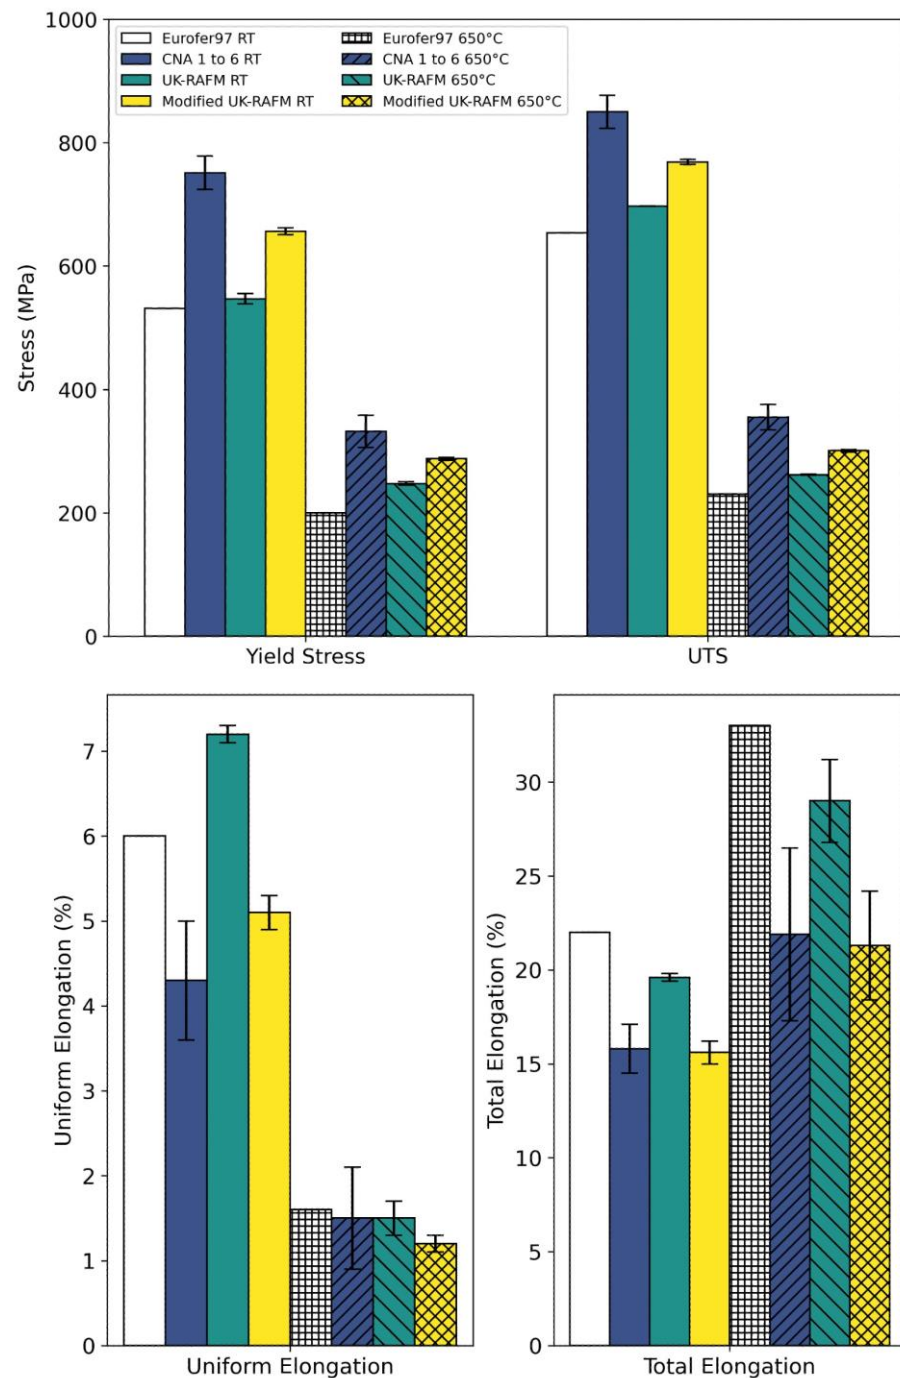 1000
800
600
400
200
0
Stress (MPa)
Eurofer97 RT
CNA 1 to 6 RT
UK-RAFM RT
Modified UK-RAFM RT
Eurofer97 650°C
CNA 1 to 6 650°C
UK-RAFM 650°C
Modified UK-RAFM 650°C
Yield Stress
UTS
7
6
5
4
3
2
1
0
Uniform Elongation (%)
Uniform Elongation
30
25
20
15
10
5
0
Total Elongation (%)
Total Elongation